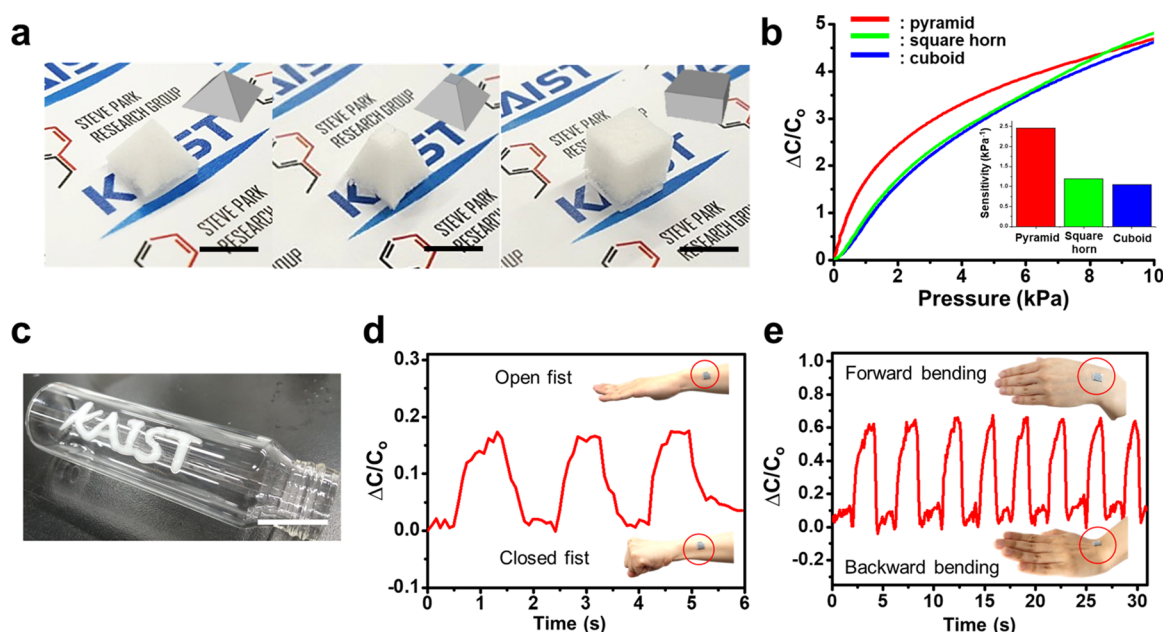 a
KAIST
STEVE PARK
RESEARCH GROUP
KAIST
STEVE PARK
RESEARCH GROUP
KAIST
STEVE PARK
RESEARCH GROUP
KAIST
STEVE PARK
RESEARCH GROUP
STEVE PARK
RESEARCH GROUP
KAIST
STEVE PARK
RESEARCH GROUP
b
: pyramid
: square horn
: cuboid
ΔC/Co
5
4
3
2
1
0
0 2 4 6 8 10
Pressure (kPa)
Sensitivity (kPa⁻¹)
2.5
2.0
1.5
1.0
0.5
0.0
Pyramid Square horn Cuboid
c
KAIST
d
ΔC/Co
0.3
0.2
0.1
0.0
-0.1
Open fist
Closed fist
0 1 2 3 4 5 6
Time (s)
e
ΔC/Co
1.0
0.8
0.6
0.4
0.2
0.0
-0.2
Forward bending
Backward bending
0 5 10 15 20 25 30
Time (s)